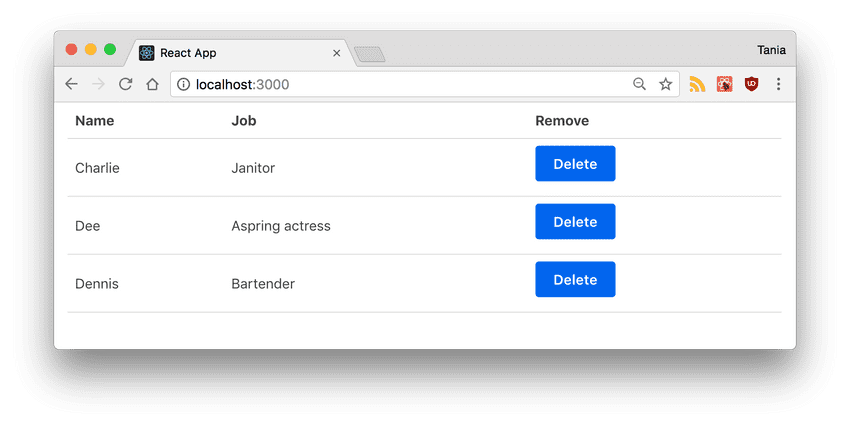 React App
Tania
localhost:3000
Name Job Remove
Charlie Janitor Delete
Dee Aspring actress Delete
Dennis Bartender Delete